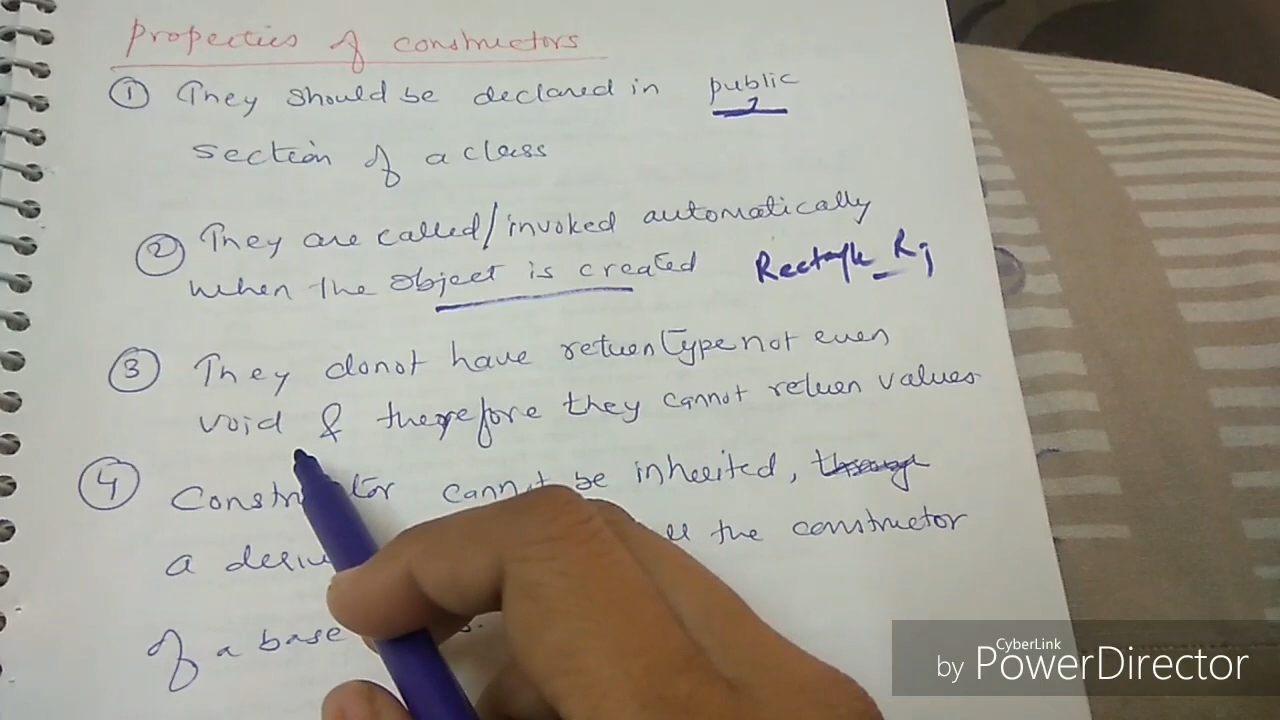 Properties of constructors
① They should be declared in public
section of a class
② They are called/invoked automatically
when the object is created Rectangle R;
③ They donot have return type not even
void & therefore they cannot return values
④ Constructor cannot be inherited, through
a the constructor
of a base
CyberLink
by PowerDirector